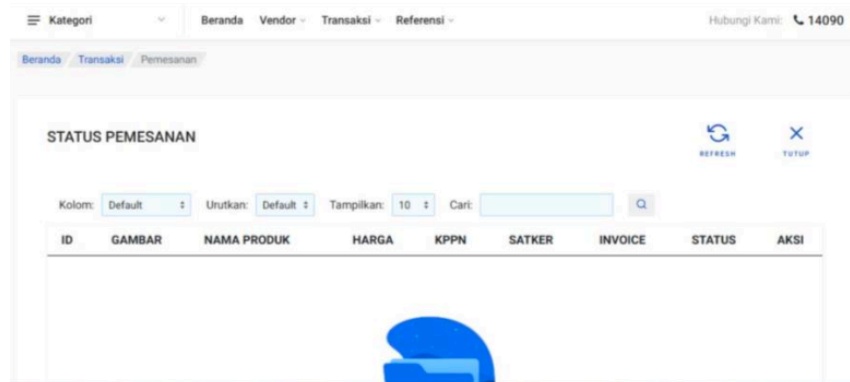 Kategori Beranda Vendor Transaksi Referensi Hubungi Kami: 14090
Beranda Transaksi Pemesanan
STATUS PEMESANAN
REFRESH TUTUP
Kolom: Default Urutkan: Default Tampilkan: 10 Cari:
ID GAMBAR NAMA PRODUK HARGA KPPN SATKER INVOICE STATUS AKSI